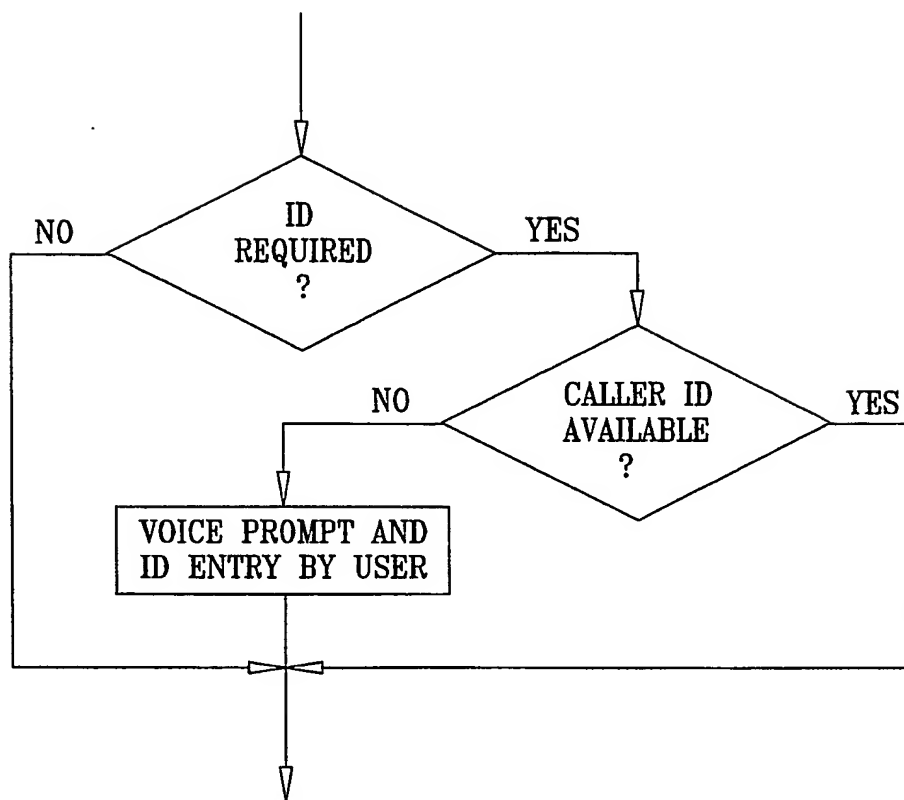 ID
REQUIRED
?
NO
YES
CALLER ID
AVAILABLE
?
NO
YES
VOICE PROMPT AND
ID ENTRY BY USER